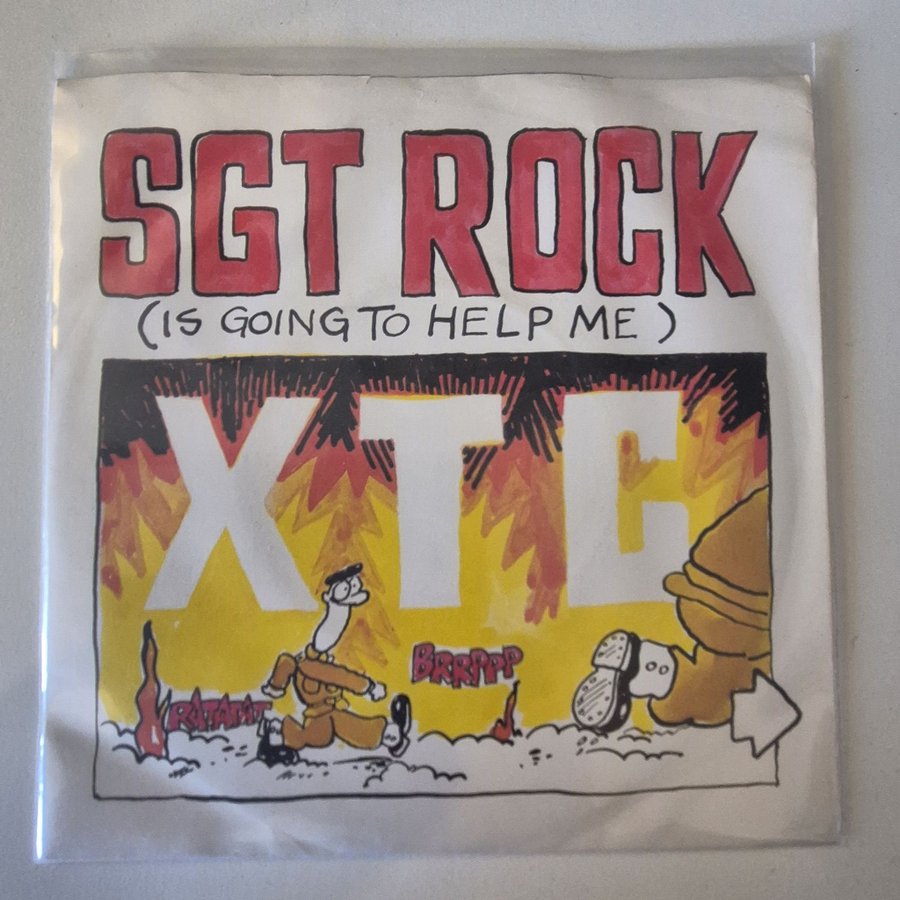 SGT ROCK
(IS GOING TO HELP ME)
XTC
BRRPPP
RATATAT